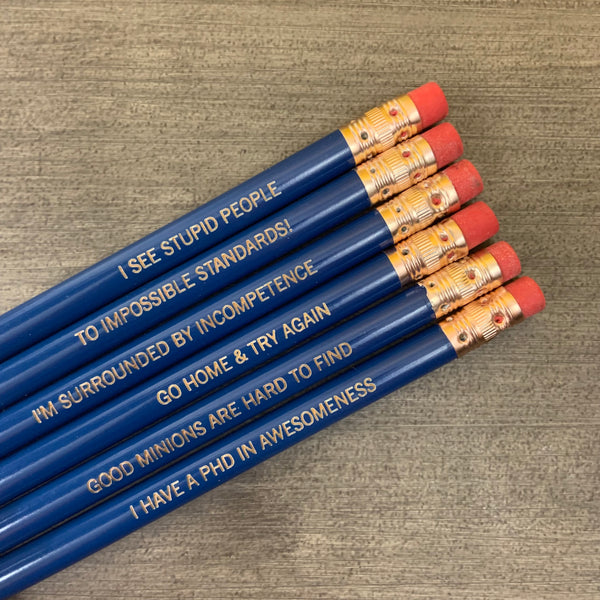 I SEE STUPID PEOPLE
TO IMPOSSIBLE STANDARDS!
I'M SURROUNDED BY INCOMPETENCE
GO HOME & TRY AGAIN
GOOD MINIONS ARE HARD TO FIND
I HAVE A PHD IN AWESOMENESS